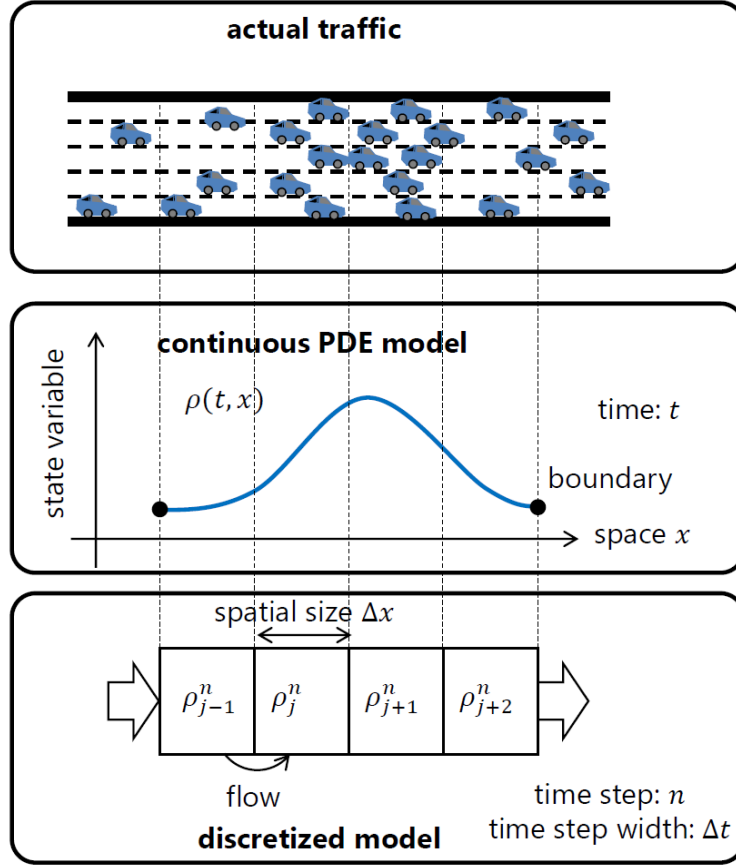 actual traffic
continuous PDE model
state variable
ρ(t, x)
time: t
boundary
space x
spatial size Δx
ρ_{j−1}^n
ρ_j^n
ρ_{j+1}^n
ρ_{j+2}^n
flow
time step: n
time step width: Δt
discretized model